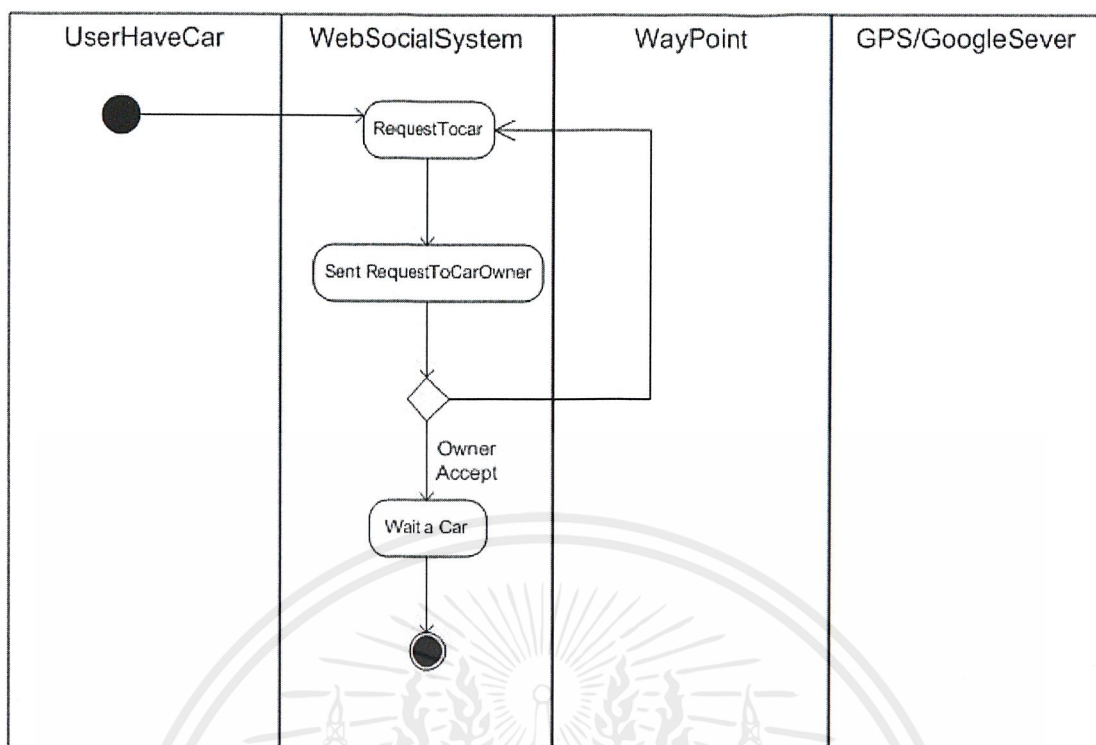 UserHaveCar
WebSocialSystem
WayPoint
GPS/GoogleSever
RequestTocar
Sent RequestToCarOwner
Owner
Accept
Wait a Car